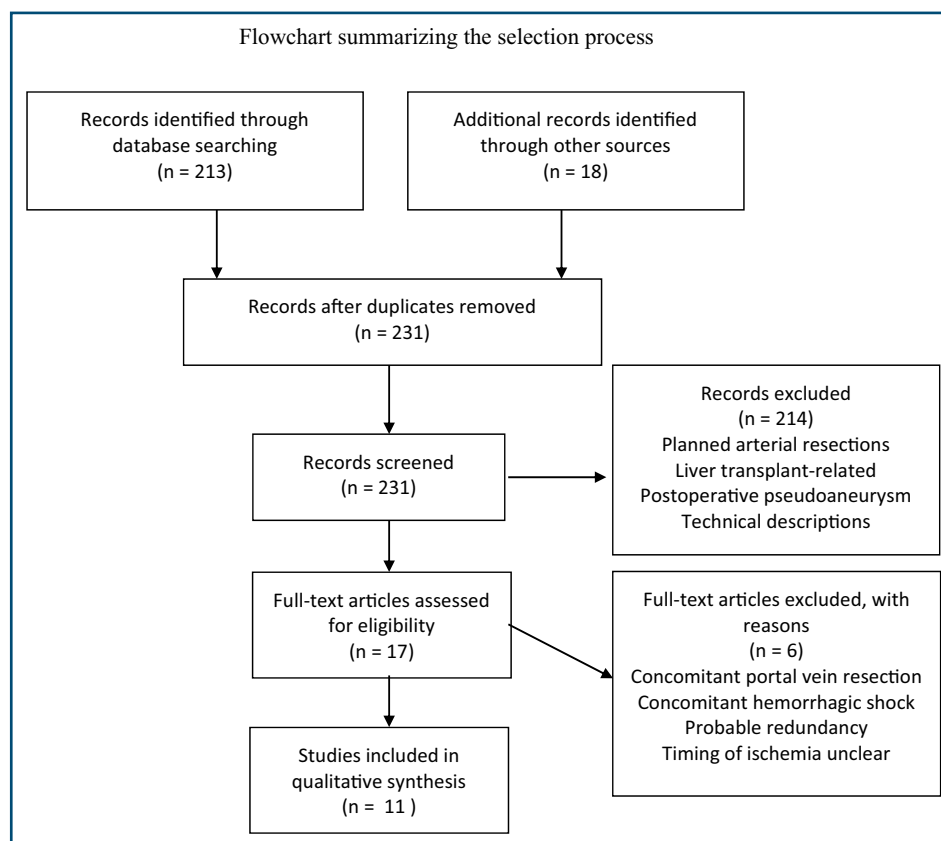 Flowchart summarizing the selection process
Records identified through
database searching
(n = 213)
Additional records identified
through other sources
(n = 18)
Records after duplicates removed
(n = 231)
Records screened
(n = 231)
Records excluded
(n = 214)
Planned arterial resections
Liver transplant-related
Postoperative pseudoaneurysm
Technical descriptions
Full-text articles assessed
for eligibility
(n = 17)
Full-text articles excluded, with
reasons
(n = 6)
Concomitant portal vein resection
Concomitant hemorrhagic shock
Probable redundancy
Timing of ischemia unclear
Studies included in
qualitative synthesis
(n = 11 )